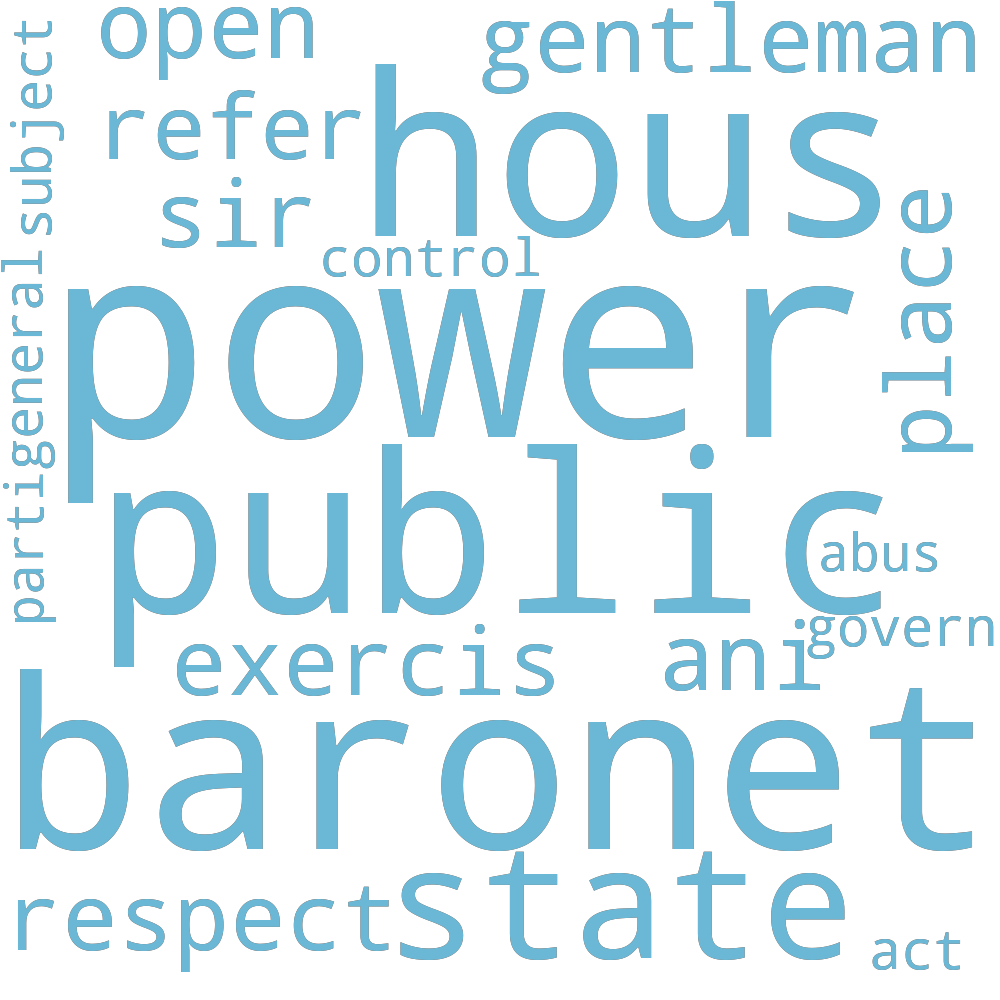 open
gentleman
subject
refer
hous
sir
place
control
general
power
parti
public
abus
govern
exercis
ani
baronet
respect
state
act